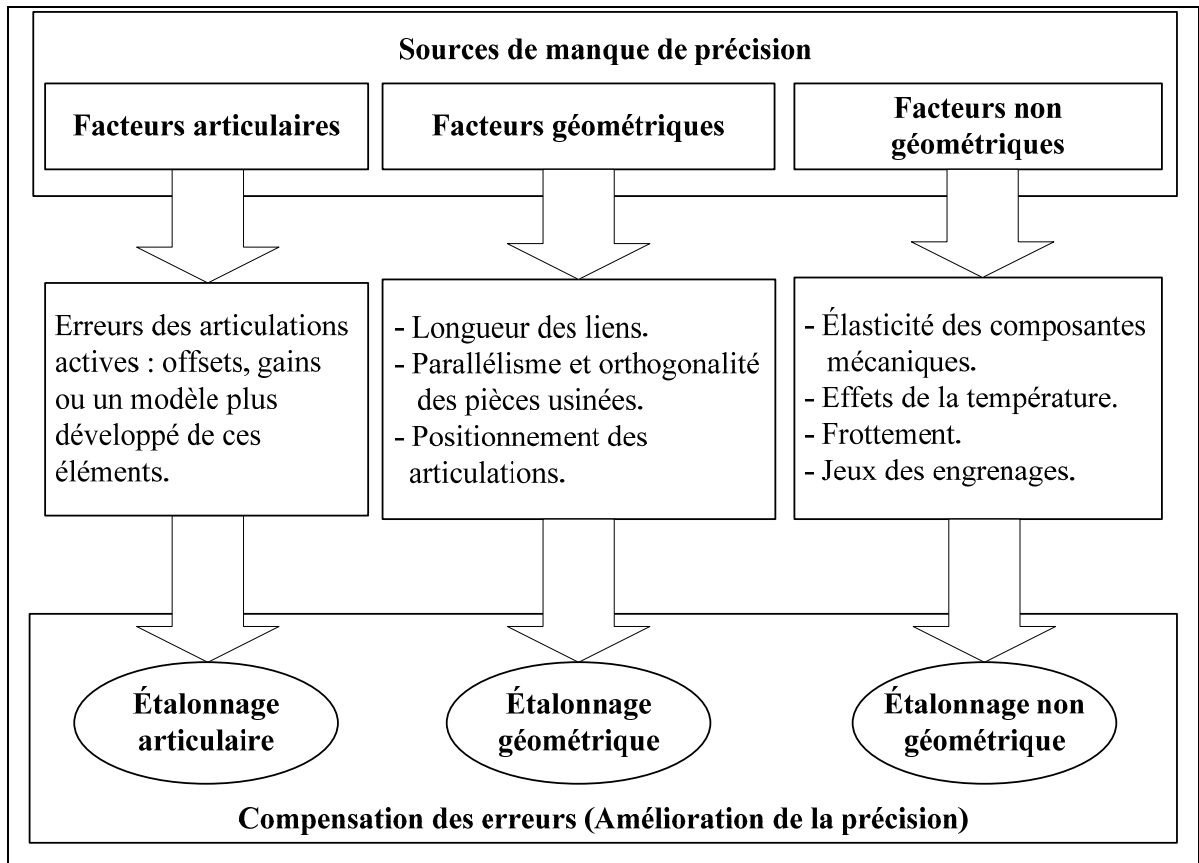 Sources de manque de précision
Facteurs articulaires
Facteurs géométriques
Facteurs non
géométriques
Erreurs des articulations
actives : offsets, gains
ou un modèle plus
développé de ces
éléments.
- Longueur des liens.
- Parallélisme et orthogonalité
des pièces usinées.
- Positionnement des
articulations.
- Élasticité des composantes
mécaniques.
- Effets de la température.
- Frottement.
- Jeux des engrenages.
Étalonnage
articulaire
Étalonnage
géométrique
Étalonnage non
géométrique
Compensation des erreurs (Amélioration de la précision)